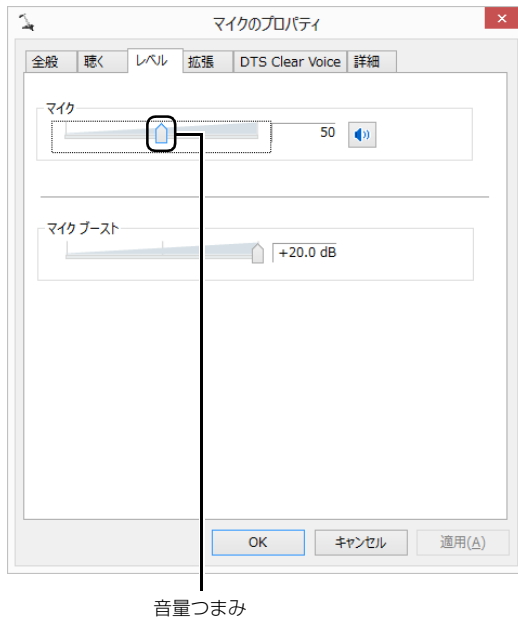 マイクのプロパティ
×
全般 聴く レベル 拡張 DTS Clear Voice 詳細
マイク
50
マイク ブースト
+20.0 dB
OK キャンセル 適用(A)
音量つまみ